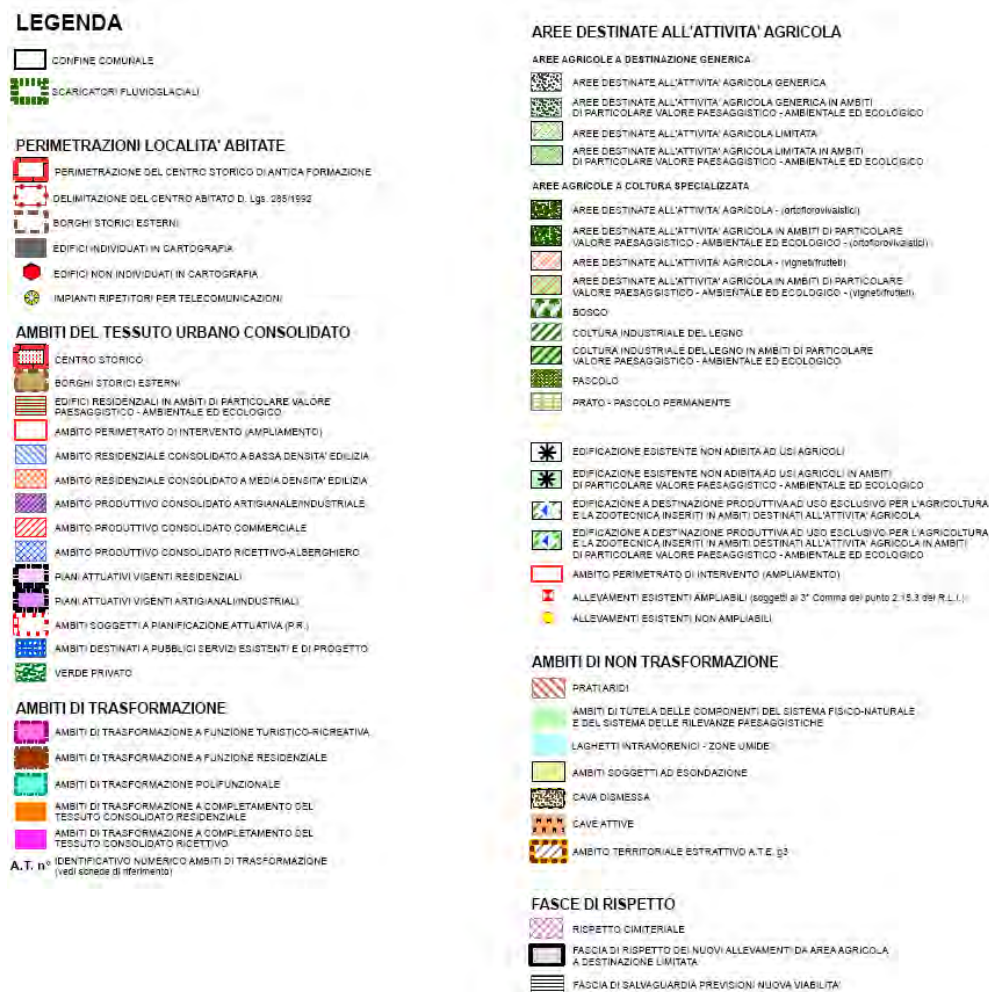 LEGENDA
CONFINE COMUNALE
SCARICATORI FLUVIOGLACIALI
PERIMETRAZIONI LOCALITA' ABITATE
PERIMETRAZIONE DEL CENTRO STORICO DI ANTICA FORMAZIONE
DELIMITAZIONE DEL CENTRO ABITATO D. Lgs. 285/1992
BORGHI STORICI ESTERNI
EDIFICI INDIVIDUATI IN CARTOGRAFIA
EDIFICI NON INDIVIDUATI IN CARTOGRAFIA
IMPIANTI RIPETITORI PER TELECOMUNICAZIONI
AMBITI DEL TESSUTO URBANO CONSOLIDATO
CENTRO STORICO
BORGHI STORICI ESTERNI
EDIFICI RESIDENZIALI IN AMBITI DI PARTICOLARE VALORE
PAESAGGISTICO - AMBIENTALE ED ECOLOGICO
AMBITO PERIMETRATO DI INTERVENTO (AMPLIAMENTO)
AMBITO RESIDENZIALE CONSOLIDATO A BASSA DENSITA' EDILIZIA
AMBITO RESIDENZIALE CONSOLIDATO A MEDIA DENSITA' EDILIZIA
AMBITO PRODUTTIVO CONSOLIDATO ARTIGIANALE/INDUSTRIALE
AMBITO PRODUTTIVO CONSOLIDATO COMMERCIALE
AMBITO PRODUTTIVO CONSOLIDATO RICETTIVO-ALBERGHIERO
PIANI ATTUATIVI VIGENTI RESIDENZIALI
PIANI ATTUATIVI VIGENTI ARTIGIANALI/INDUSTRIALI
AMBITI SOGGETTI A PIANIFICAZIONE ATTUATIVA (P.R.)
AMBITI DESTINATI A PUBBLICI SERVIZI ESISTENTI E DI PROGETTO
VERDE PRIVATO
AMBITI DI TRASFORMAZIONE
AMBITI DI TRASFORMAZIONE A FUNZIONE TURISTICO-RICREATIVA
AMBITI DI TRASFORMAZIONE A FUNZIONE RESIDENZIALE
AMBITI DI TRASFORMAZIONE POLIFUNZIONALE
AMBITI DI TRASFORMAZIONE A COMPLETAMENTO DEL
TESSUTO CONSOLIDATO RESIDENZIALE
AMBITI DI TRASFORMAZIONE A COMPLETAMENTO DEL
TESSUTO CONSOLIDATO RICETTIVO
A.T. n° IDENTIFICATIVO NUMERICO AMBITI DI TRASFORMAZIONE
(vedi schede di riferimento)
AREE DESTINATE ALL'ATTIVITA' AGRICOLA
AREE AGRICOLE A DESTINAZIONE GENERICA
AREE DESTINATE ALL'ATTIVITA' AGRICOLA GENERICA
AREE DESTINATE ALL'ATTIVITA' AGRICOLA GENERICA IN AMBITI
DI PARTICOLARE VALORE PAESAGGISTICO - AMBIENTALE ED ECOLOGICO
AREE DESTINATE ALL'ATTIVITA' AGRICOLA LIMITATA
AREE DESTINATE ALL'ATTIVITA' AGRICOLA LIMITATA IN AMBITI
DI PARTICOLARE VALORE PAESAGGISTICO - AMBIENTALE ED ECOLOGICO
AREE AGRICOLE A COLTURA SPECIALIZZATA
AREE DESTINATE ALL'ATTIVITA' AGRICOLA - (ortoflorovivaistici)
AREE DESTINATE ALL'ATTIVITA' AGRICOLA IN AMBITI DI PARTICOLARE
VALORE PAESAGGISTICO - AMBIENTALE ED ECOLOGICO - (ortoflorovivaistici)
AREE DESTINATE ALL'ATTIVITA' AGRICOLA - (vigneti/frutteti)
AREE DESTINATE ALL'ATTIVITA' AGRICOLA IN AMBITI DI PARTICOLARE
VALORE PAESAGGISTICO - AMBIENTALE ED ECOLOGICO - (vigneti/frutteti)
BOSCO
COLTURA INDUSTRIALE DEL LEGNO
COLTURA INDUSTRIALE DEL LEGNO IN AMBITI DI PARTICOLARE
VALORE PAESAGGISTICO - AMBIENTALE ED ECOLOGICO
PASCOLO
PRATO - PASCOLO PERMANENTE
EDIFICAZIONE ESISTENTE NON ADIBITA AD USI AGRICOLI
EDIFICAZIONE ESISTENTE NON ADIBITA AD USI AGRICOLI IN AMBITI
DI PARTICOLARE VALORE PAESAGGISTICO - AMBIENTALE ED ECOLOGICO
EDIFICAZIONE A DESTINAZIONE PRODUTTIVA AD USO ESCLUSIVO PER L'AGRICOLTURA
E LA ZOOTECNICA INSERITI IN AMBITI DESTINATI ALL'ATTIVITA' AGRICOLA
EDIFICAZIONE A DESTINAZIONE PRODUTTIVA AD USO ESCLUSIVO PER L'AGRICOLTURA
E LA ZOOTECNICA INSERITI IN AMBITI DESTINATI ALL'ATTIVITA' AGRICOLA IN AMBITI
DI PARTICOLARE VALORE PAESAGGISTICO - AMBIENTALE ED ECOLOGICO
AMBITO PERIMETRATO DI INTERVENTO (AMPLIAMENTO)
ALLEVAMENTI ESISTENTI AMPLIABILI (soggetti al 3° Comma del punto 2.15.3 del R.L.I.)
ALLEVAMENTI ESISTENTI NON AMPLIABILI
AMBITI DI NON TRASFORMAZIONE
PRATI ARIDI
AMBITI DI TUTELA DELLE COMPONENTI DEL SISTEMA FISICO-NATURALE
E DEL SISTEMA DELLE RILEVANZE PAESAGGISTICHE
LAGHETTI INTRAMORENICI - ZONE UMIDE
AMBITI SOGGETTI AD ESONDAZIONE
CAVA DISMESSA
CAVE ATTIVE
AMBITO TERRITORIALE ESTRATTIVO A.T.E. g3
FASCE DI RISPETTO
RISPETTO CIMITERIALE
FASCIA DI RISPETTO DEI NUOVI ALLEVAMENTI DA AREA AGRICOLA
A DESTINAZIONE LIMITATA
FASCIA DI SALVAGUARDIA PREVISIONI NUOVA VIABILITA'